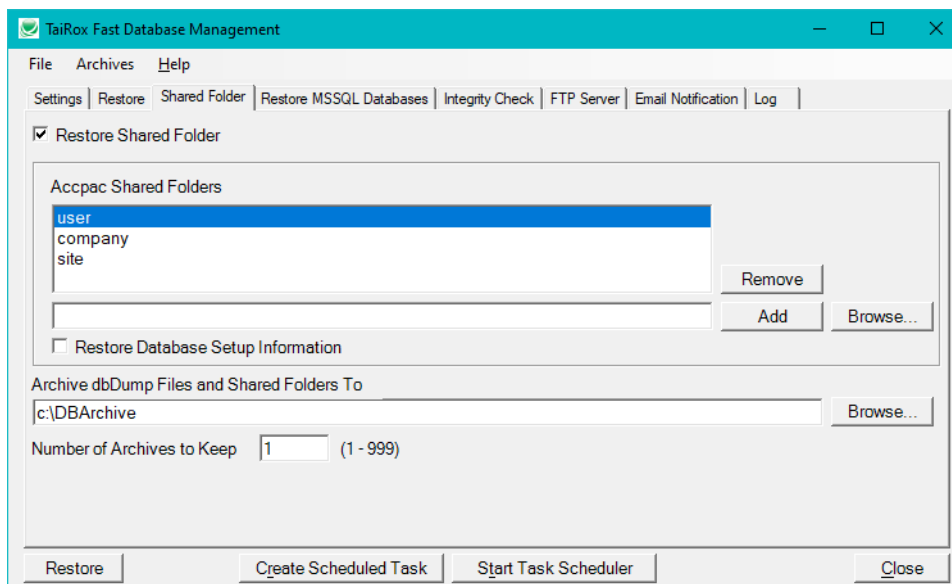 TaiRox Fast Database Management
File Archives Help
Settings Restore Shared Folder Restore MSSQL Databases Integrity Check FTP Server Email Notification Log
Restore Shared Folder
Accpac Shared Folders
user
company
site
Remove
Add Browse...
Restore Database Setup Information
Archive dbDump Files and Shared Folders To
c:\DBArchive Browse...
Number of Archives to Keep 1 (1 - 999)
Restore Create Scheduled Task Start Task Scheduler Close